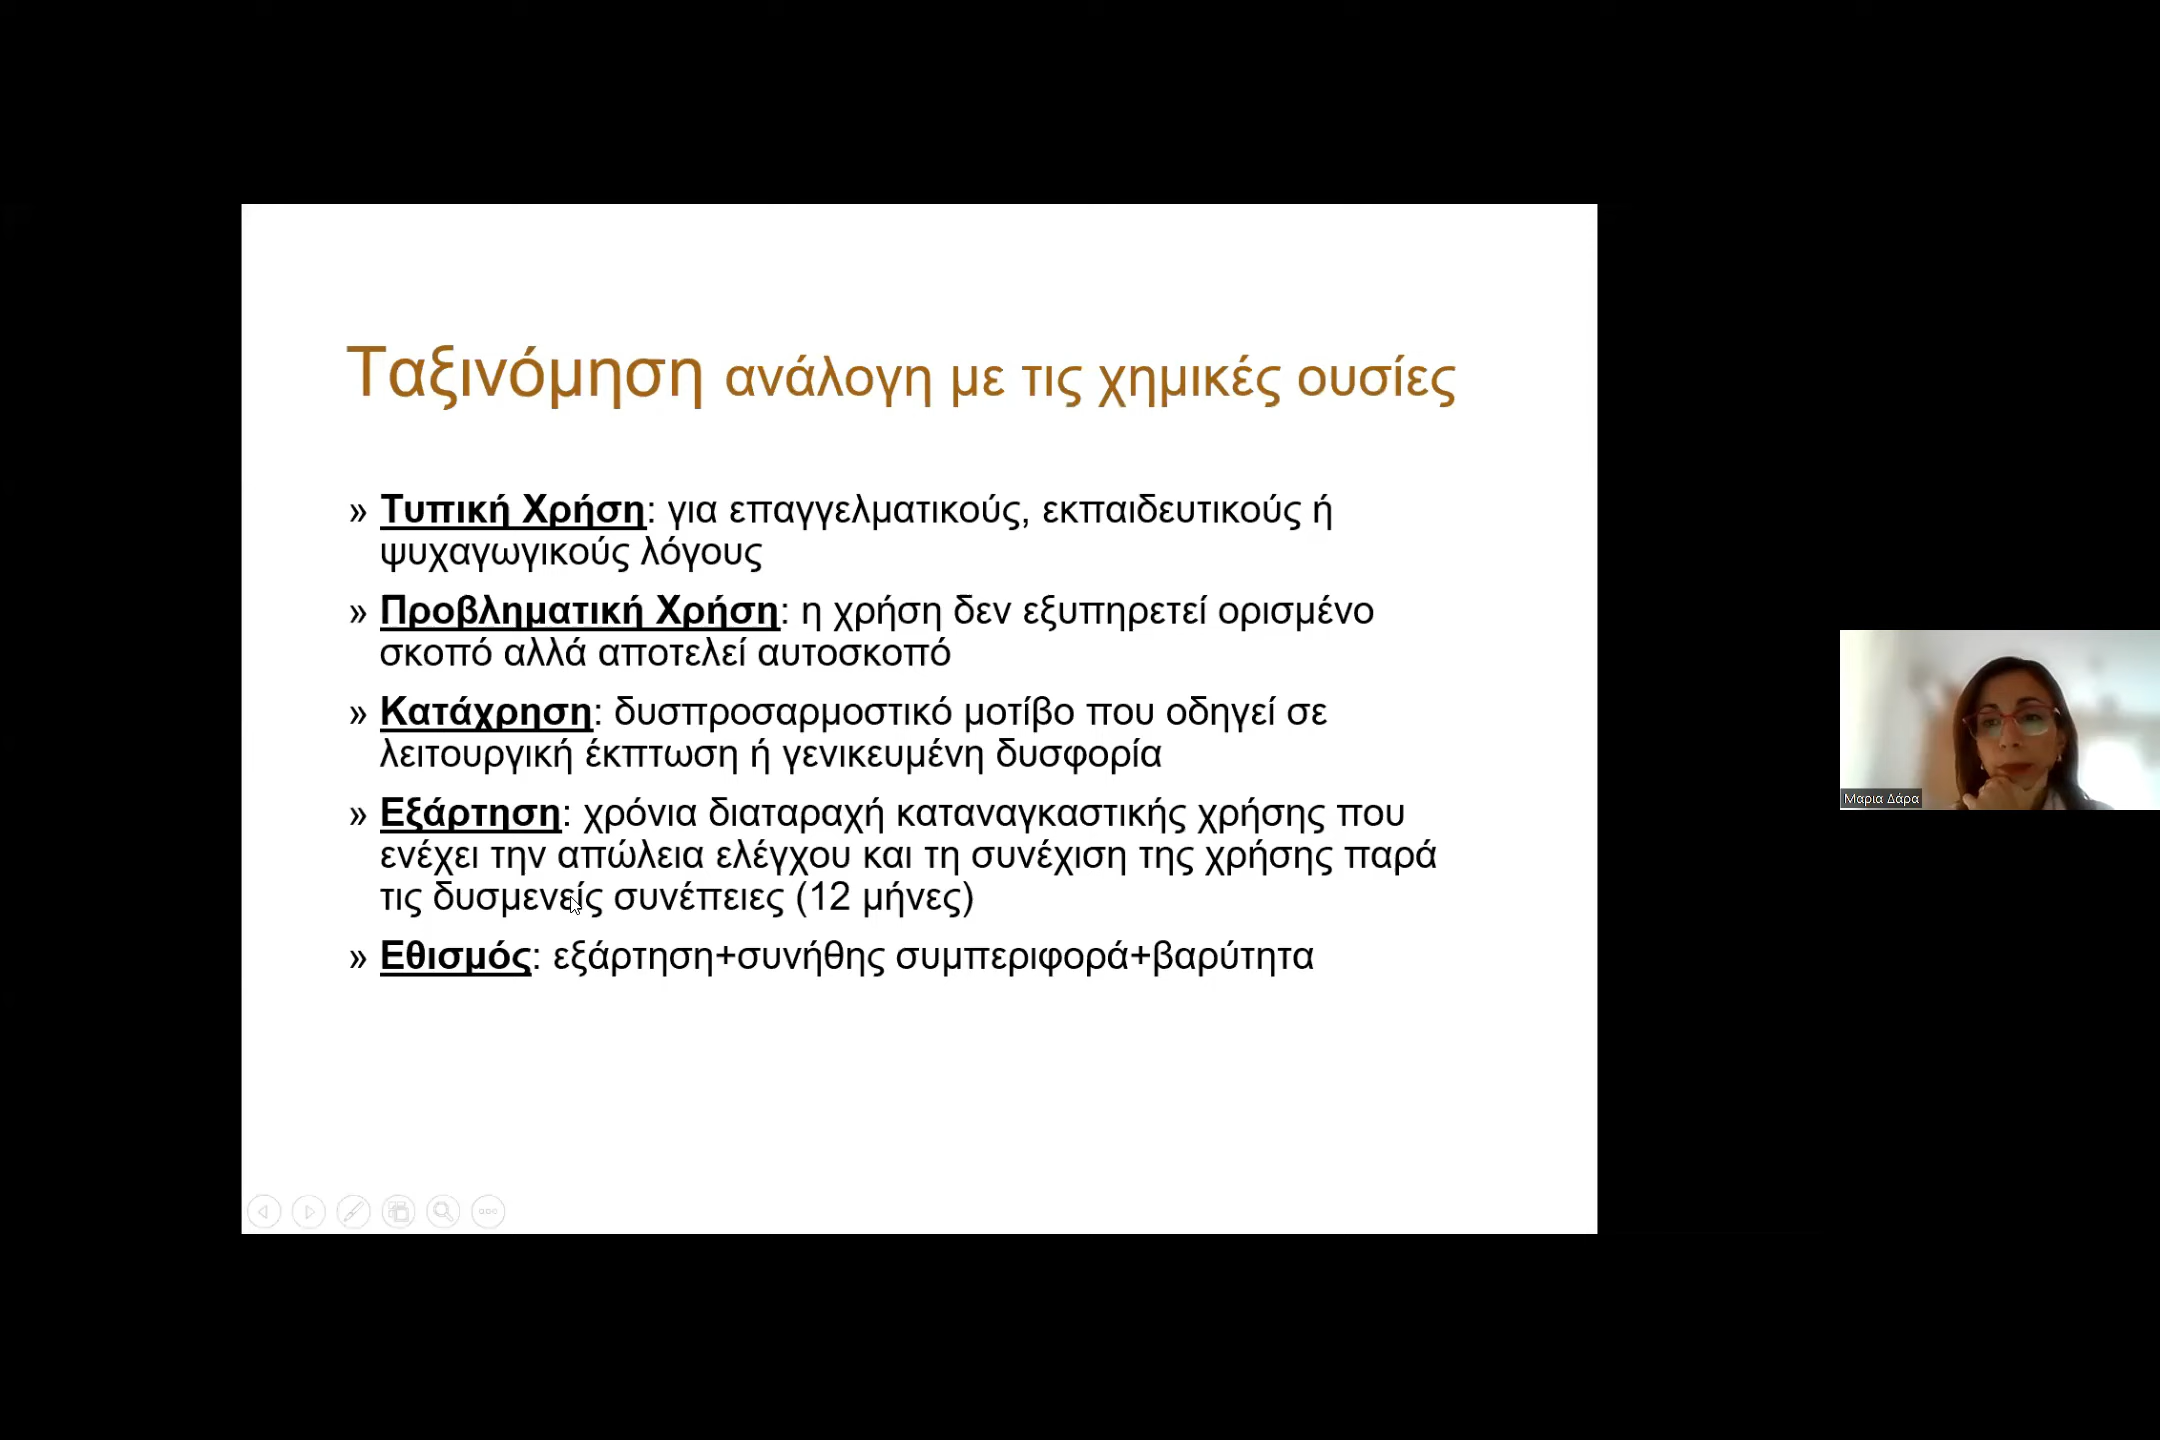 Ταξινόμηση ανάλογη με τις χημικές ουσίες
» Τυπική Χρήση: για επαγγελματικούς, εκπαιδευτικούς ή
ψυχαγωγικούς λόγους
» Προβληματική Χρήση: η χρήση δεν εξυπηρετεί ορισμένο
σκοπό αλλά αποτελεί αυτοσκοπό
» Κατάχρηση: δυσπροσαρμοστικό μοτίβο που οδηγεί σε
λειτουργική έκπτωση ή γενικευμένη δυσφορία
» Εξάρτηση: χρόνια διαταραχή καταναγκαστικής χρήσης που
ενέχει την απώλεια ελέγχου και τη συνέχιση της χρήσης παρά
τις δυσμενείς συνέπειες (12 μήνες)
» Εθισμός: εξάρτηση+συνήθης συμπεριφορά+βαρύτητα
Μαρια Δάρα